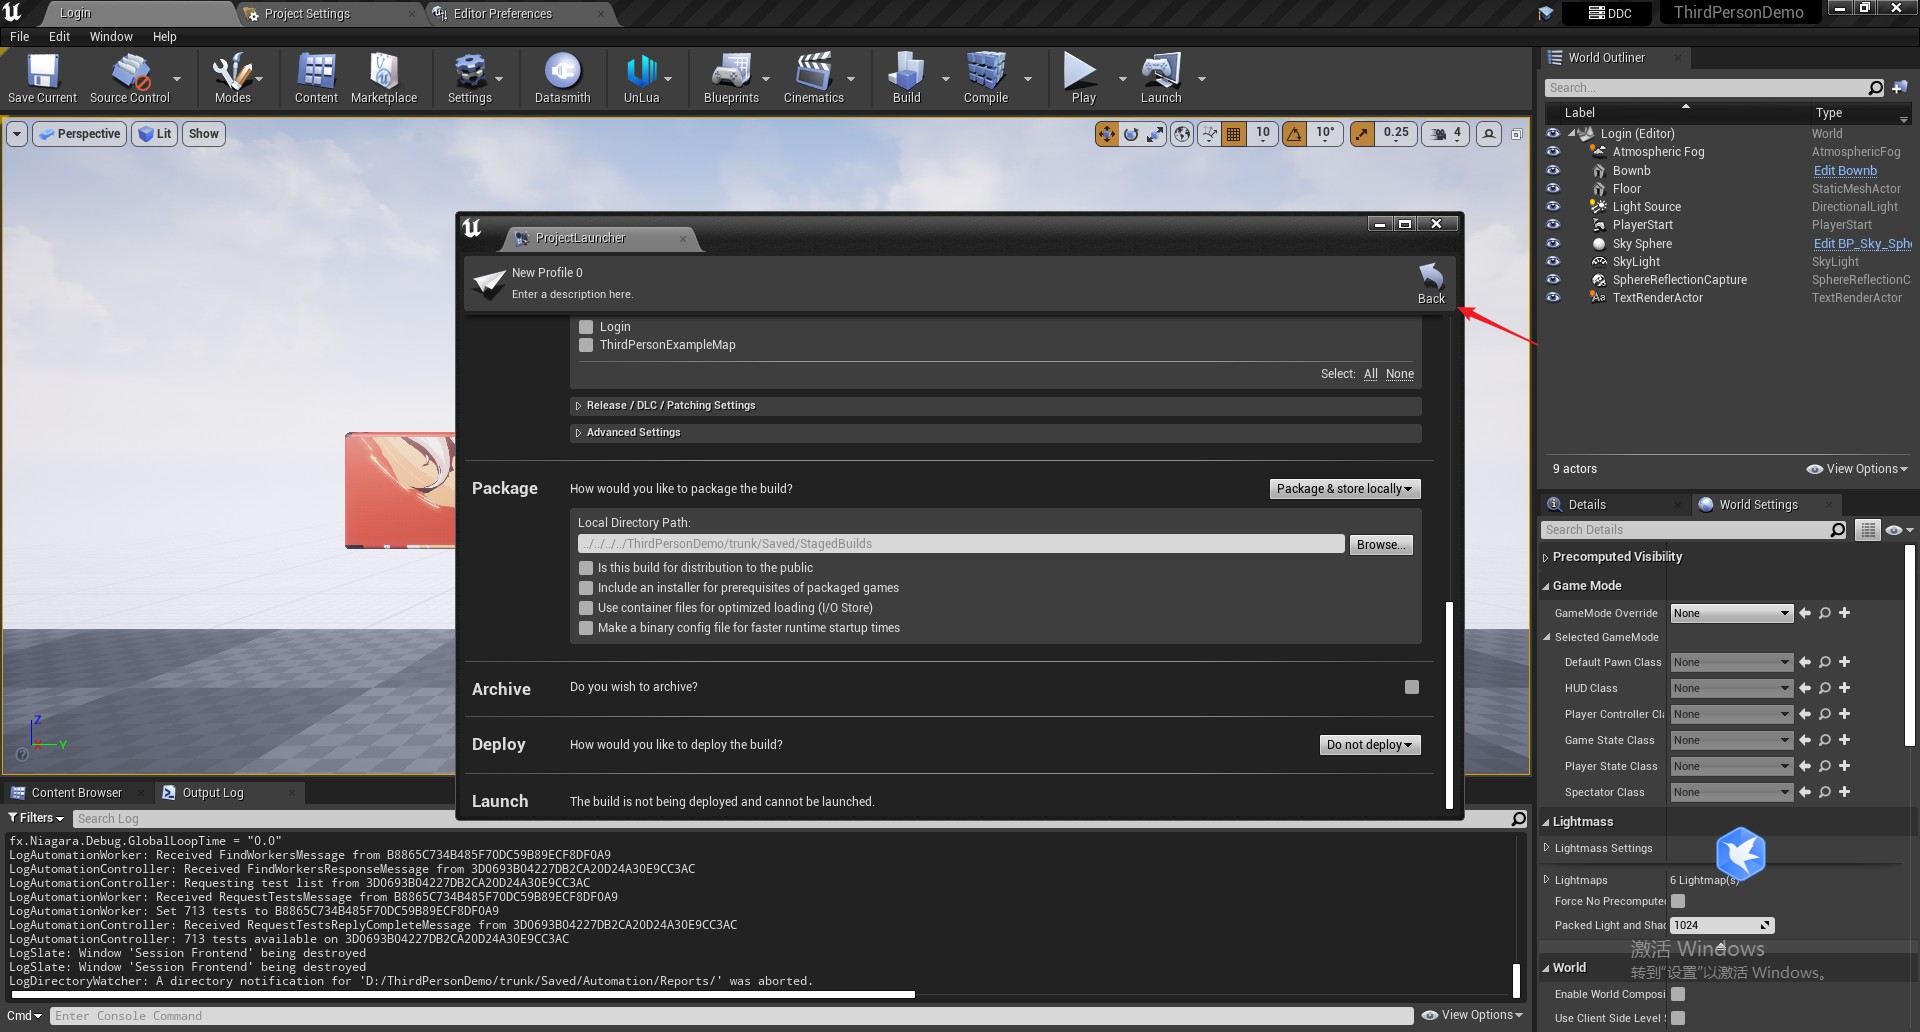 Login
Project Settings
Editor Preferences
DDC
ThirdPersonDemo
File Edit Window Help
Save Current
Source Control
Modes
Content
Marketplace
Settings
Datasmith
UnLua
Blueprints
Cinematics
Build
Compile
Play
Launch
Perspective
Lit
Show
10
10°
0.25
4
World Outliner
Search...
Label Type
Login (Editor) World
Atmospheric Fog AtmosphericFog
Bownb Edit Bownb
Floor StaticMeshActor
Light Source DirectionalLight
PlayerStart PlayerStart
Sky Sphere Edit BP_Sky_Sph
SkyLight SkyLight
SphereReflectionCapture SphereReflectionC
TextRenderActor TextRenderActor
9 actors
View Options
ProjectLauncher
New Profile 0
Enter a description here.
Back
Login
ThirdPersonExampleMap
Select: All None
Release / DLC / Patching Settings
Advanced Settings
Package How would you like to package the build? Package & store locally
Local Directory Path:
../../../../ThirdPersonDemo/trunk/Saved/StagedBuilds Browse...
Is this build for distribution to the public
Include an installer for prerequisites of packaged games
Use container files for optimized loading (I/O Store)
Make a binary config file for faster runtime startup times
Archive Do you wish to archive?
Deploy How would you like to deploy the build? Do not deploy
Launch The build is not being deployed and cannot be launched.
Z
X
Y
Details
World Settings
Search Details
Precomputed Visibility
Game Mode
GameMode Override None
Selected GameMode
Default Pawn Class None
HUD Class None
Player Controller Cl None
Game State Class None
Player State Class None
Spectator Class None
Lightmass
Lightmass Settings
Lightmaps 6 Lightmap(s)
Force No Precompute
Packed Light and Shad 1024
World
Enable World Composi
Use Client Side Level
激活 Windows
转到"设置"以激活 Windows。
Content Browser
Output Log
Filters
Search Log
fx.Niagara.Debug.GlobalLoopTime = "0.0"
LogAutomationWorker: Received FindWorkersMessage from B8865C734B485F70DC59B89ECF8DF0A9
LogAutomationController: Received FindWorkersResponseMessage from 3D0693B04227DB2CA20D24A30E9CC3AC
LogAutomationController: Requesting test list from 3D0693B04227DB2CA20D24A30E9CC3AC
LogAutomationWorker: Received RequestTestsMessage from B8865C734B485F70DC59B89ECF8DF0A9
LogAutomationWorker: Set 713 tests to B8865C734B485F70DC59B89ECF8DF0A9
LogAutomationController: Received RequestTestsReplyCompleteMessage from 3D0693B04227DB2CA20D24A30E9CC3AC
LogAutomationController: 713 tests available on 3D0693B04227DB2CA20D24A30E9CC3AC
LogSlate: Window 'Session Frontend' being destroyed
LogSlate: Window 'Session Frontend' being destroyed
LogDirectoryWatcher: A directory notification for 'D:/ThirdPersonDemo/trunk/Saved/Automation/Reports/' was aborted.
Cmd
Enter Console Command
View Options